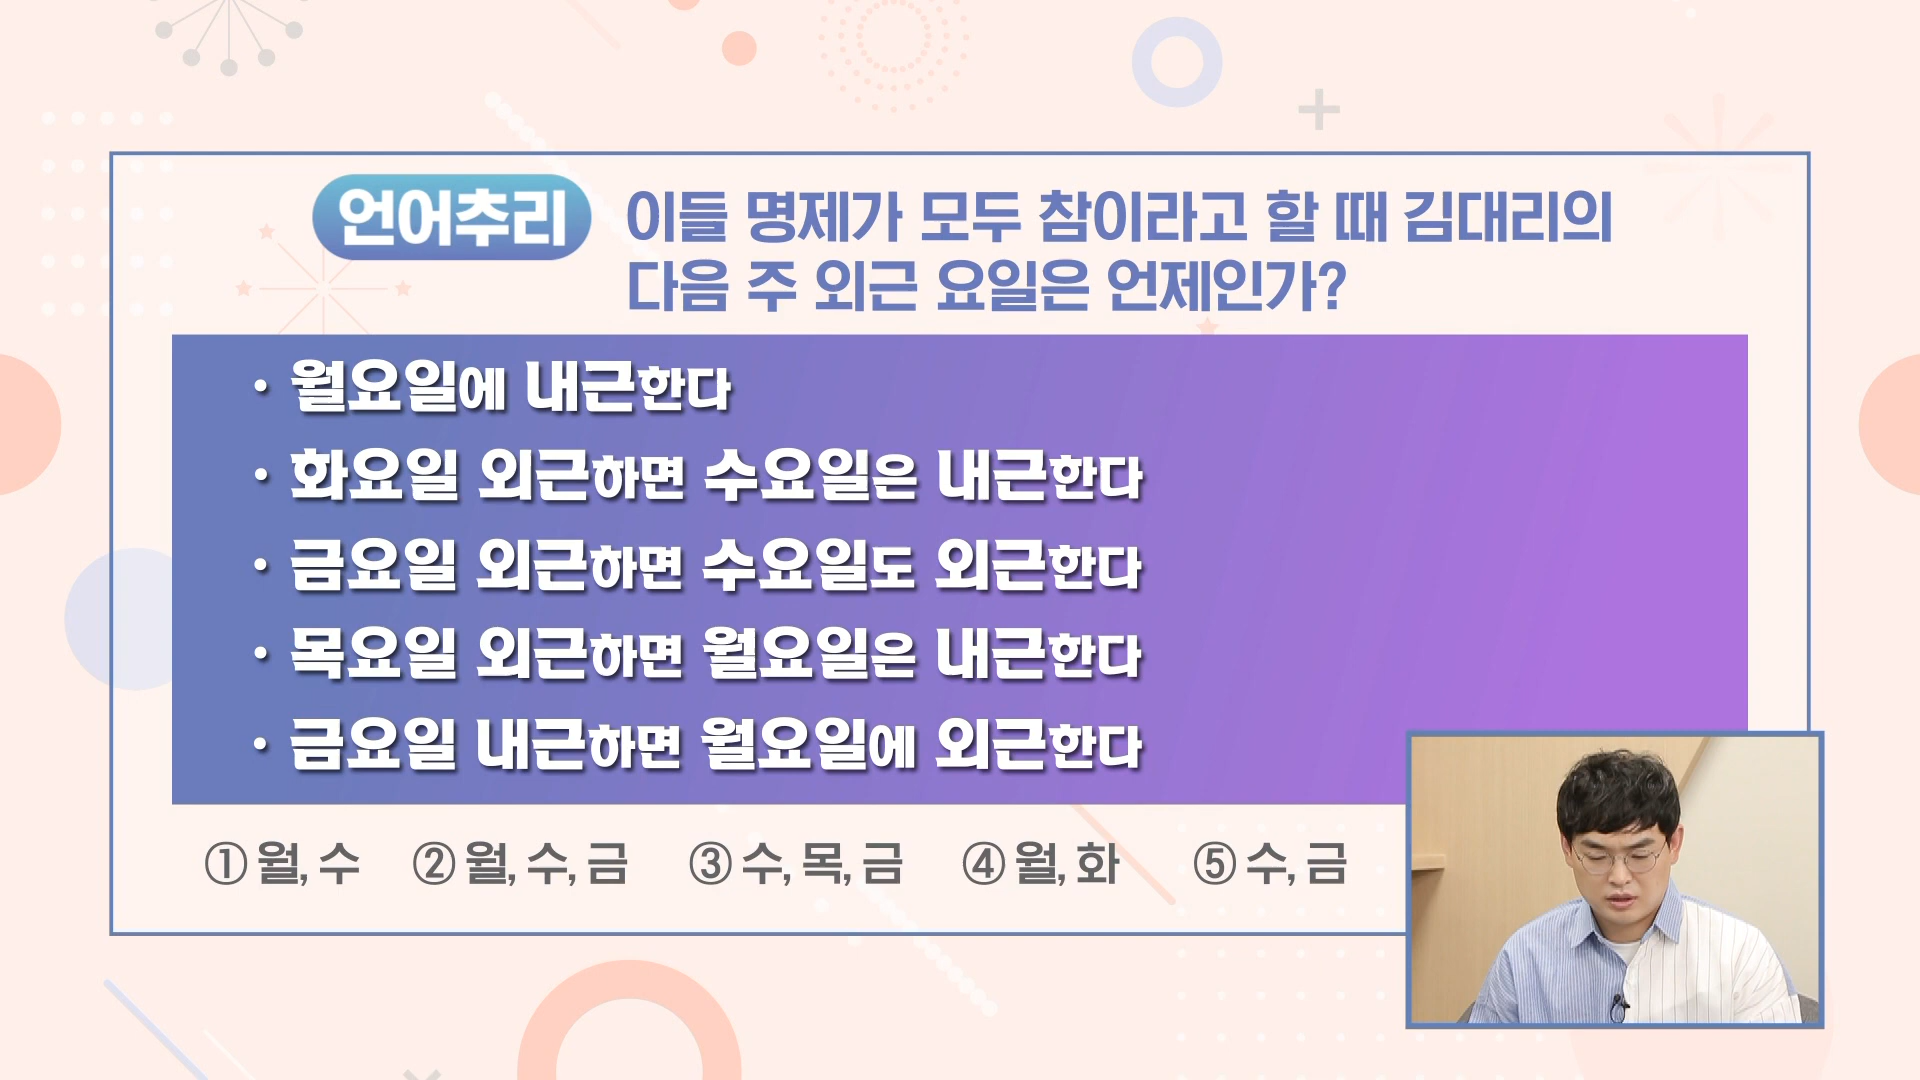 언어추리 이들 명제가 모두 참이라고 할 때 김대리의
다음 주 외근 요일은 언제인가?
· 월요일에 내근한다
· 화요일 외근하면 수요일은 내근한다
· 금요일 외근하면 수요일도 외근한다
· 목요일 외근하면 월요일은 내근한다
· 금요일 내근하면 월요일에 외근한다
① 월, 수 ② 월, 수, 금 ③ 수, 목, 금 ④ 월, 화 ⑤ 수, 금